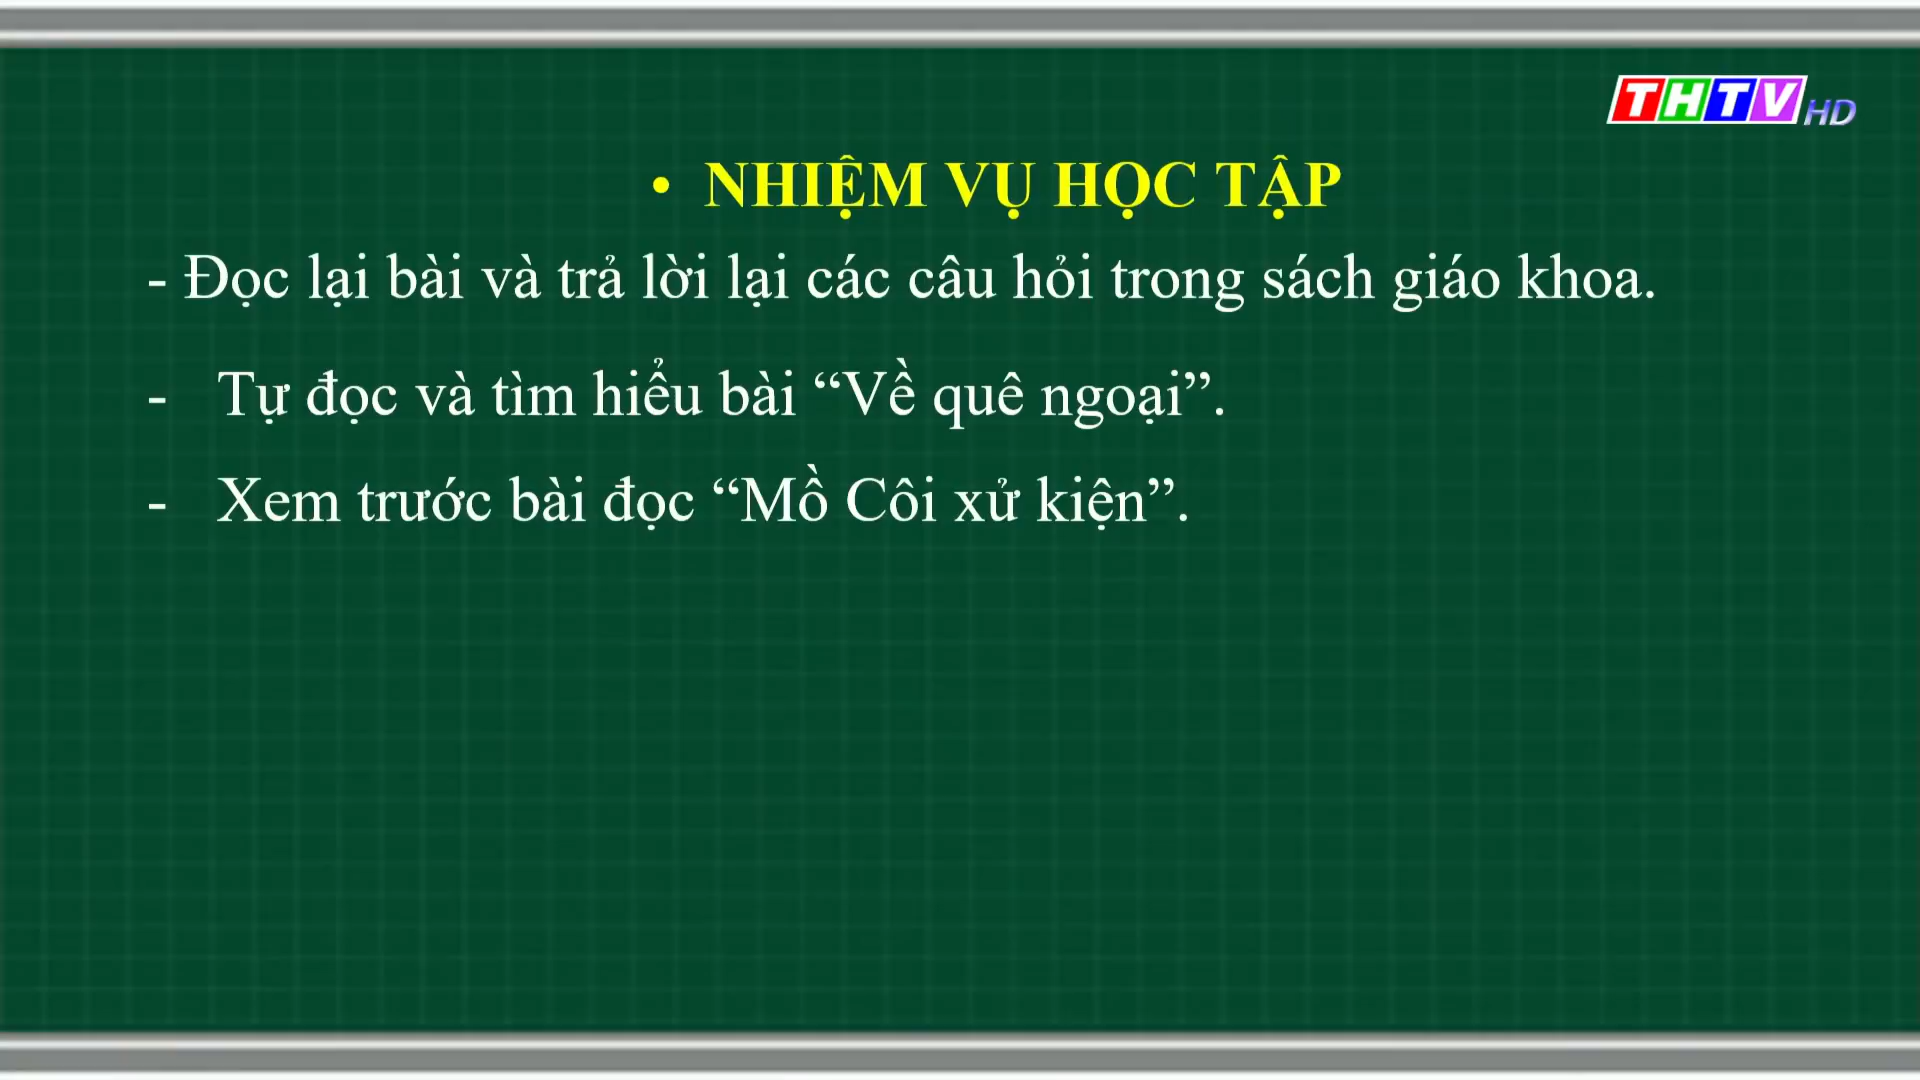 THTV HD
• NHIỆM VỤ HỌC TẬP
- Đọc lại bài và trả lời lại các câu hỏi trong sách giáo khoa.
- Tự đọc và tìm hiểu bài “Về quê ngoại”.
- Xem trước bài đọc “Mồ Côi xử kiện”.